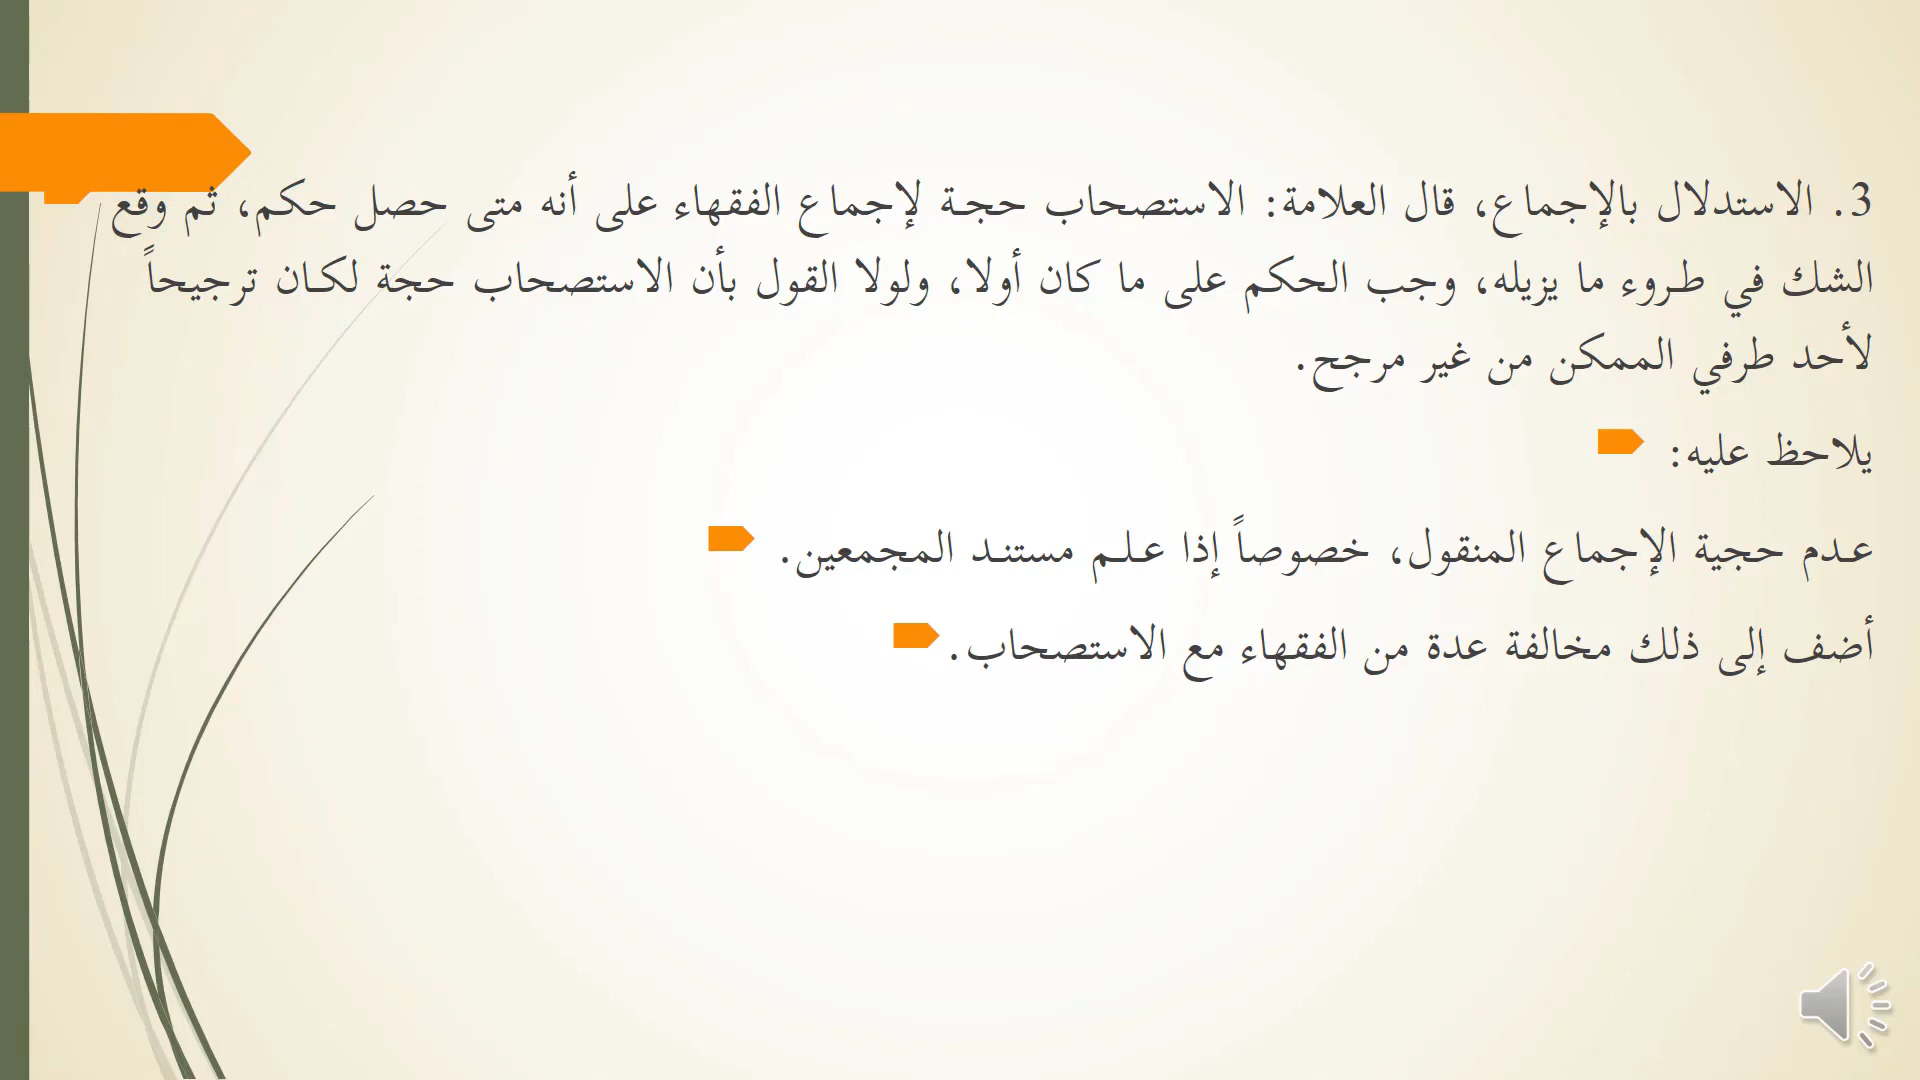 3. الاستدلال بالإجماع، قال العلامة: الاستصحاب حجة لإجماع الفقهاء على أنه متى حصل حكم، ثم وقع
الشك في طروء ما يزيله، وجب الحكم على ما كان أولا، ولولا القول بأن الاستصحاب حجة لكان ترجيحاً
لأحد طرفي الممكن من غير مرجح.
يلاحظ عليه:
عدم حجية الإجماع المنقول، خصوصاً إذا علم مستند المجمعين.
أضف إلى ذلك مخالفة عدة من الفقهاء مع الاستصحاب.